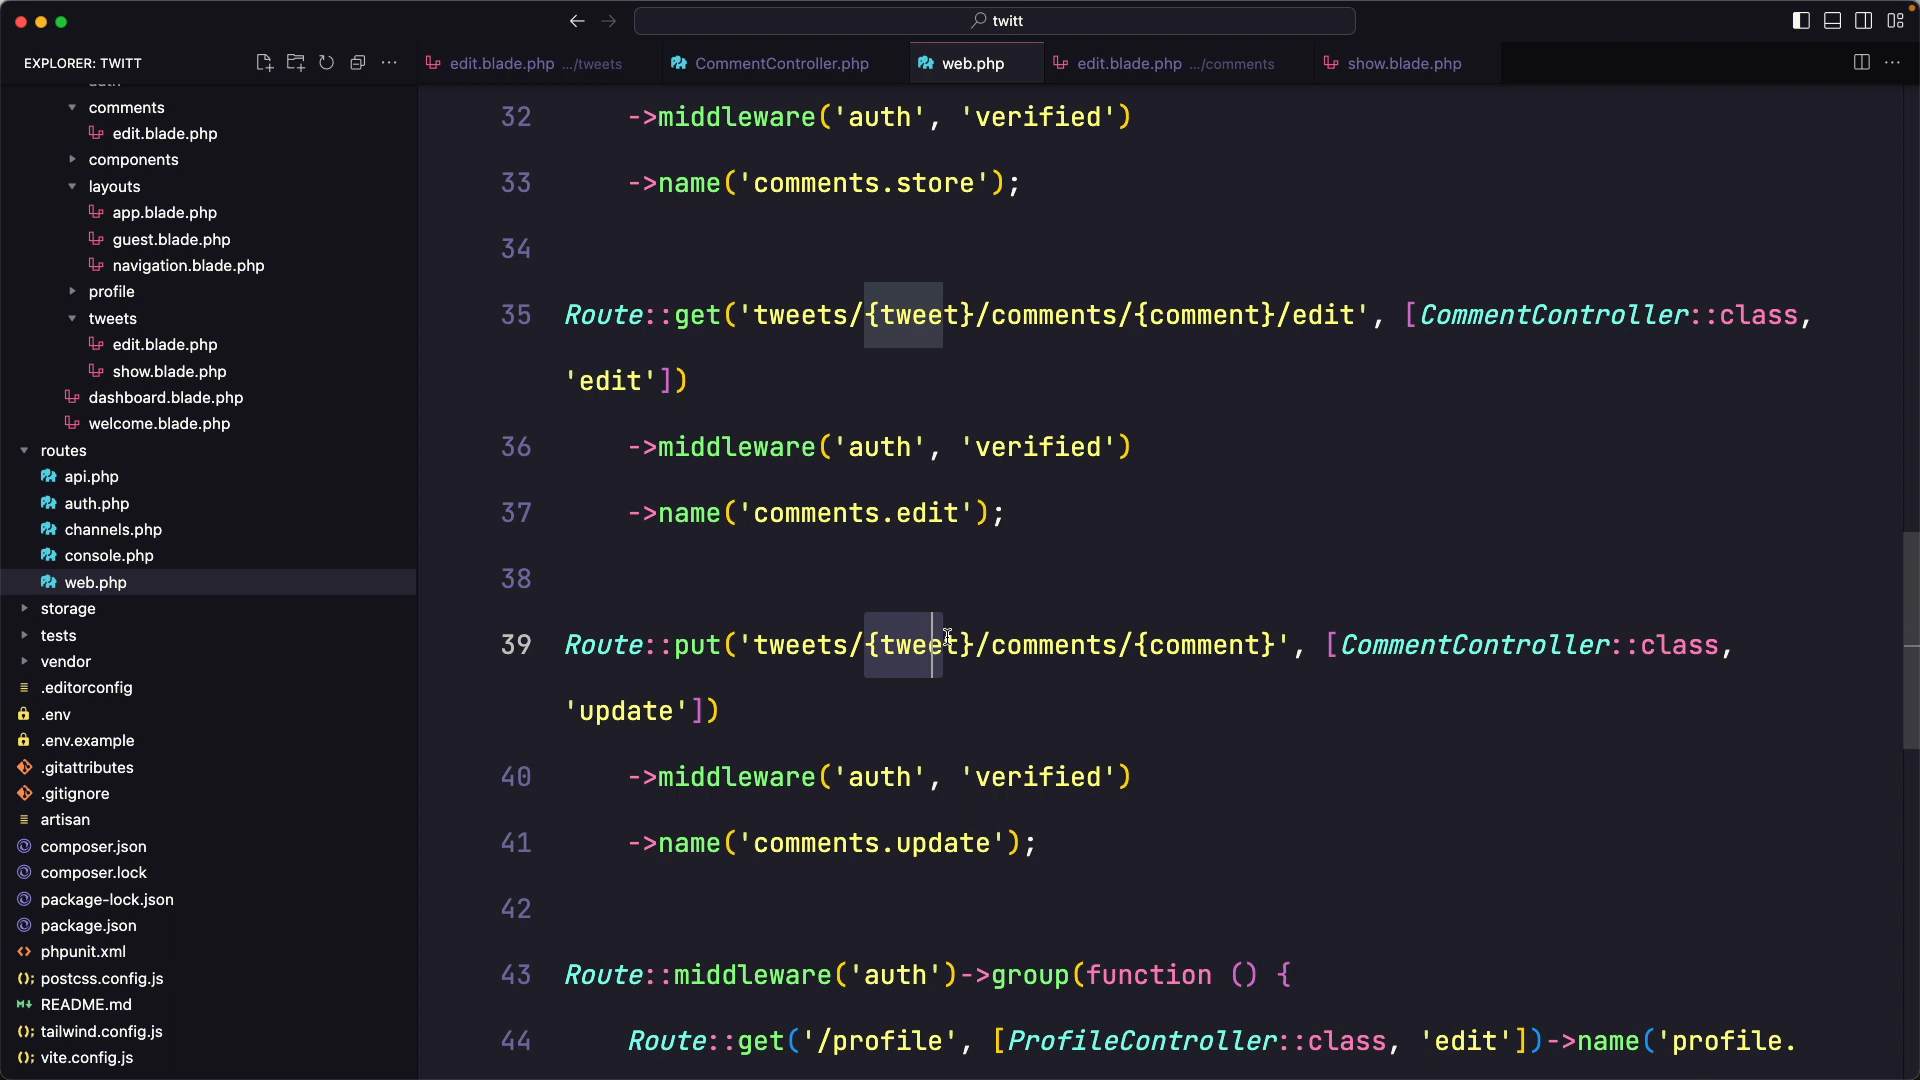 twitt
EXPLORER: TWITT
edit.blade.php .../tweets
CommentController.php
web.php
edit.blade.php .../comments
show.blade.php
comments
edit.blade.php
components
layouts
app.blade.php
guest.blade.php
navigation.blade.php
profile
tweets
edit.blade.php
show.blade.php
dashboard.blade.php
welcome.blade.php
routes
api.php
auth.php
channels.php
console.php
web.php
storage
tests
vendor
.editorconfig
.env
.env.example
.gitattributes
.gitignore
artisan
composer.json
composer.lock
package-lock.json
package.json
phpunit.xml
postcss.config.js
README.md
tailwind.config.js
vite.config.js
32 ->middleware('auth', 'verified')
33 ->name('comments.store');
34
35 Route::get('tweets/{tweet}/comments/{comment}/edit', [CommentController::class,
'edit'])
36 ->middleware('auth', 'verified')
37 ->name('comments.edit');
38
39 Route::put('tweets/{tweet}/comments/{comment}', [CommentController::class,
'update'])
40 ->middleware('auth', 'verified')
41 ->name('comments.update');
42
43 Route::middleware('auth')->group(function () {
44 Route::get('/profile', [ProfileController::class, 'edit'])->name('profile.